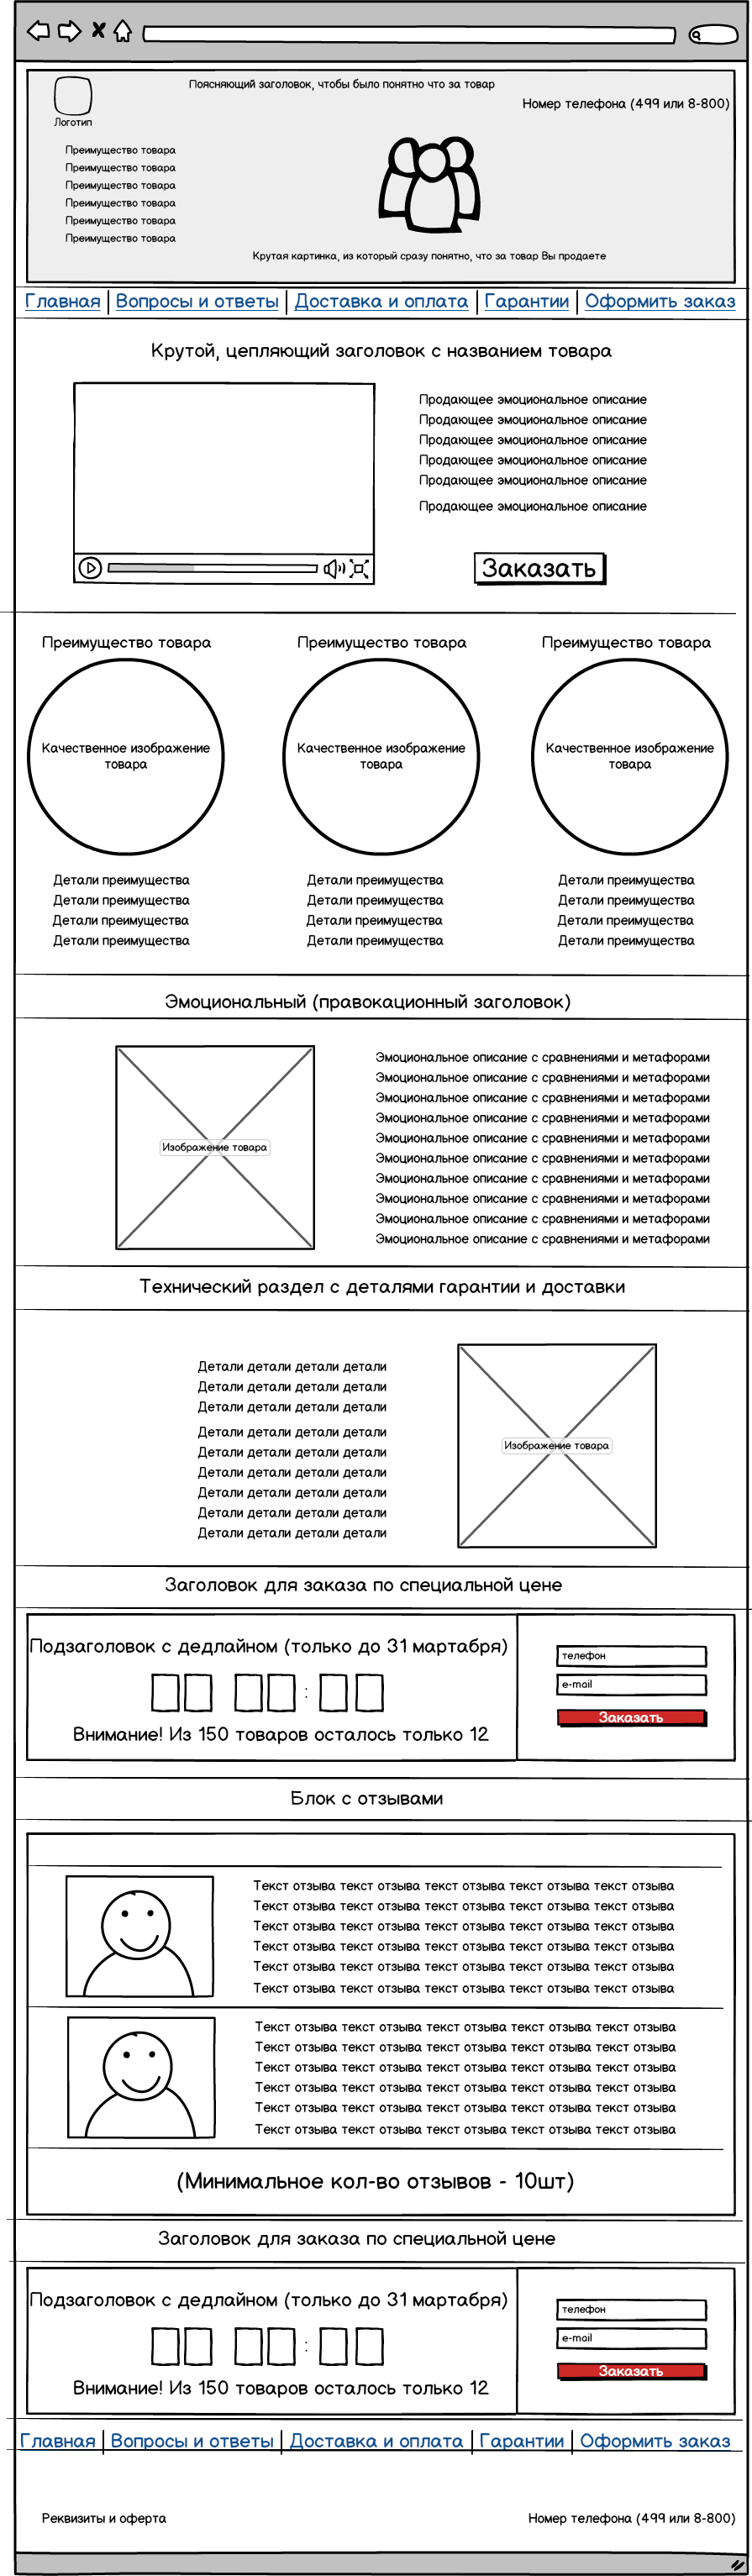 Поясняющий заголовок, чтобы было понятно что за товар
Номер телефона (499 или 8-800)
Логотип
Преимущество товара
Преимущество товара
Преимущество товара
Преимущество товара
Преимущество товара
Преимущество товара
Крутая картинка, из который сразу понятно, что за товар Вы продаете
Главная | Вопросы и ответы | Доставка и оплата | Гарантии | Оформить заказ
Крутой, цепляющий заголовок с названием товара
Продающее эмоциональное описание
Продающее эмоциональное описание
Продающее эмоциональное описание
Продающее эмоциональное описание
Продающее эмоциональное описание
Продающее эмоциональное описание
Заказать
Преимущество товара
Преимущество товара
Преимущество товара
Качественное изображение
товара
Качественное изображение
товара
Качественное изображение
товара
Детали преимущества
Детали преимущества
Детали преимущества
Детали преимущества
Детали преимущества
Детали преимущества
Детали преимущества
Детали преимущества
Детали преимущества
Детали преимущества
Детали преимущества
Детали преимущества
Эмоциональный (правокационный заголовок)
Изображение товара
Эмоциональное описание с сравнениями и метафорами
Эмоциональное описание с сравнениями и метафорами
Эмоциональное описание с сравнениями и метафорами
Эмоциональное описание с сравнениями и метафорами
Эмоциональное описание с сравнениями и метафорами
Эмоциональное описание с сравнениями и метафорами
Эмоциональное описание с сравнениями и метафорами
Эмоциональное описание с сравнениями и метафорами
Эмоциональное описание с сравнениями и метафорами
Эмоциональное описание с сравнениями и метафорами
Технический раздел с деталями гарантии и доставки
Детали детали детали детали
Детали детали детали детали
Детали детали детали детали
Детали детали детали детали
Детали детали детали детали
Детали детали детали детали
Детали детали детали детали
Детали детали детали детали
Детали детали детали детали
Изображение товара
Заголовок для заказа по специальной цене
Подзаголовок с дедлайном (только до 31 мартабря)
:
Внимание! Из 150 товаров осталось только 12
телефон
e-mail
Заказать
Блок с отзывами
Текст отзыва текст отзыва текст отзыва текст отзыва текст отзыва
Текст отзыва текст отзыва текст отзыва текст отзыва текст отзыва
Текст отзыва текст отзыва текст отзыва текст отзыва текст отзыва
Текст отзыва текст отзыва текст отзыва текст отзыва текст отзыва
Текст отзыва текст отзыва текст отзыва текст отзыва текст отзыва
Текст отзыва текст отзыва текст отзыва текст отзыва текст отзыва
Текст отзыва текст отзыва текст отзыва текст отзыва текст отзыва
Текст отзыва текст отзыва текст отзыва текст отзыва текст отзыва
Текст отзыва текст отзыва текст отзыва текст отзыва текст отзыва
Текст отзыва текст отзыва текст отзыва текст отзыва текст отзыва
Текст отзыва текст отзыва текст отзыва текст отзыва текст отзыва
Текст отзыва текст отзыва текст отзыва текст отзыва текст отзыва
(Минимальное кол-во отзывов - 10шт)
Заголовок для заказа по специальной цене
Подзаголовок с дедлайном (только до 31 мартабря)
:
Внимание! Из 150 товаров осталось только 12
телефон
e-mail
Заказать
Главная | Вопросы и ответы | Доставка и оплата | Гарантии | Оформить заказ
Реквизиты и оферта
Номер телефона (499 или 8-800)